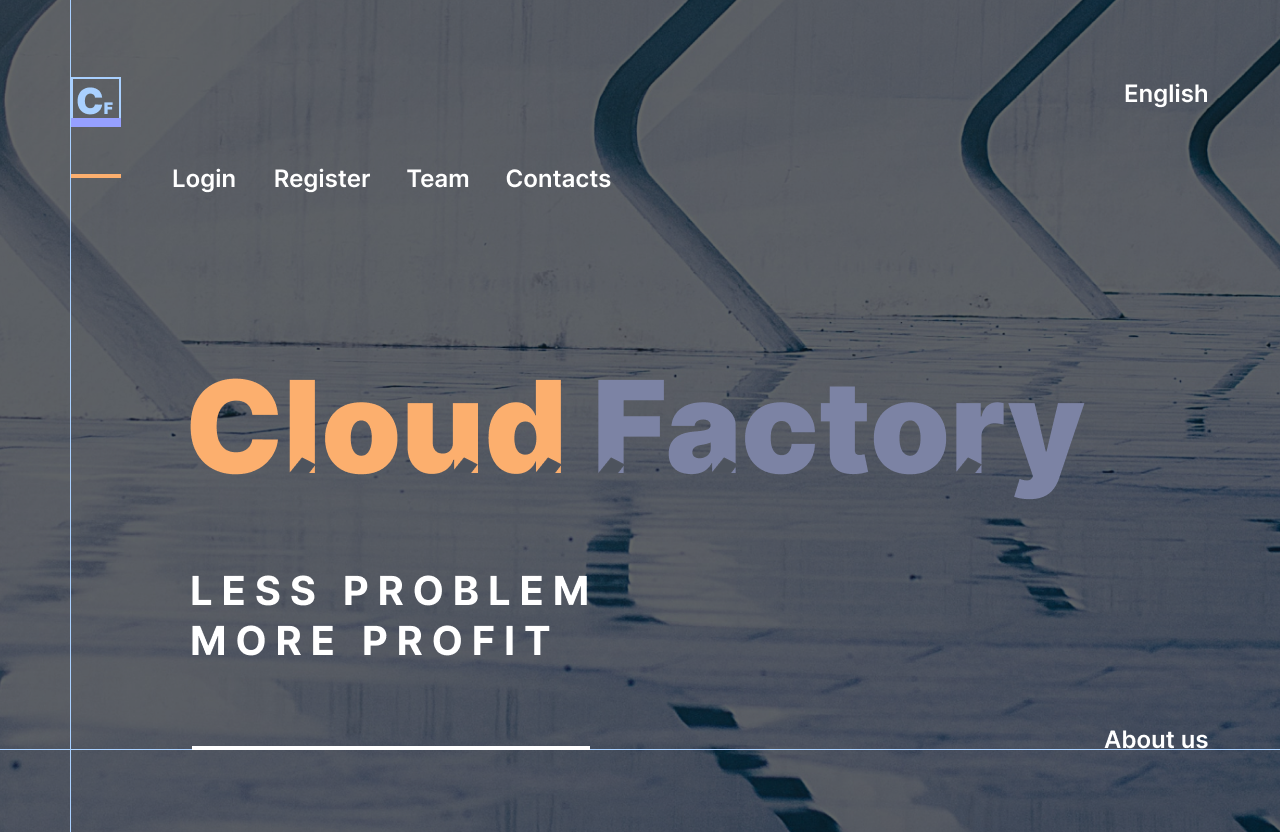 CF
English
Login Register Team Contacts
Cloud Factory
LESS PROBLEM
MORE PROFIT
About us